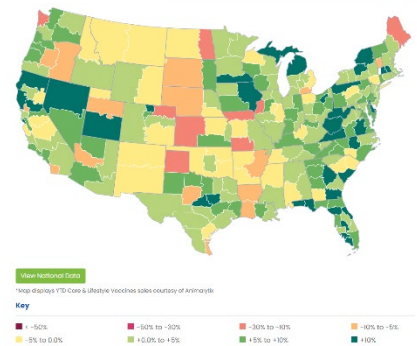 View National Data
*Map displays YTD Core & Lifestyle Vaccines sales courtesy of Animalytix
Key
< -50%
-50% to -30%
-30% to -10%
-10% to -5%
-5% to 0.0%
+0.0% to +5%
+5% to +10%
+10%